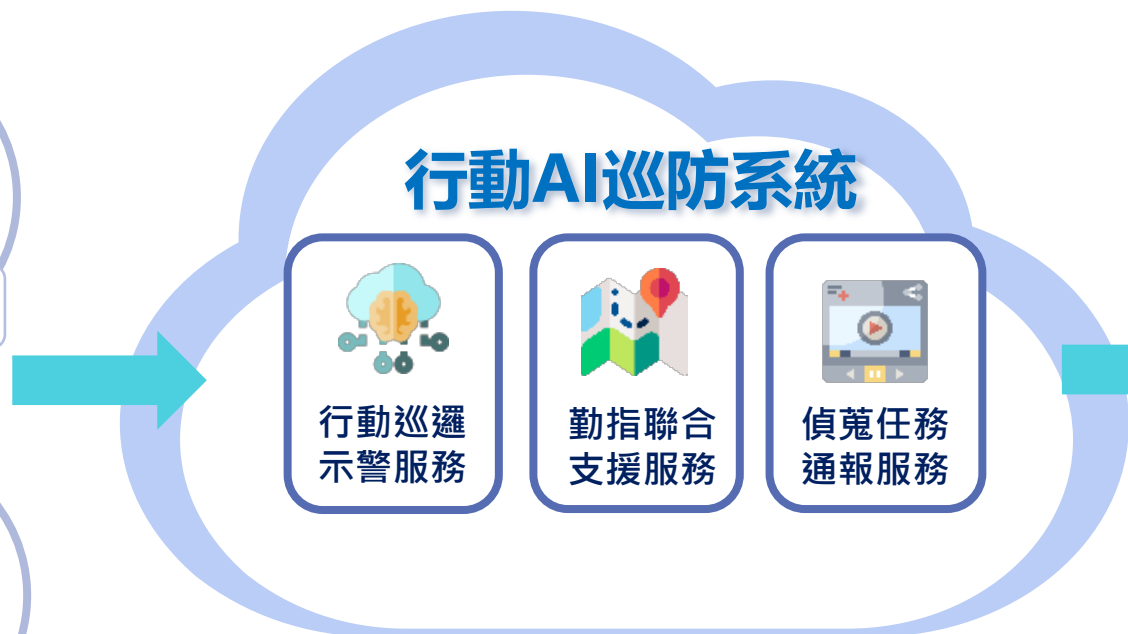 行動AI巡防系統
行動巡邏
示警服務
勤指聯合
支援服務
偵蒐任務
通報服務